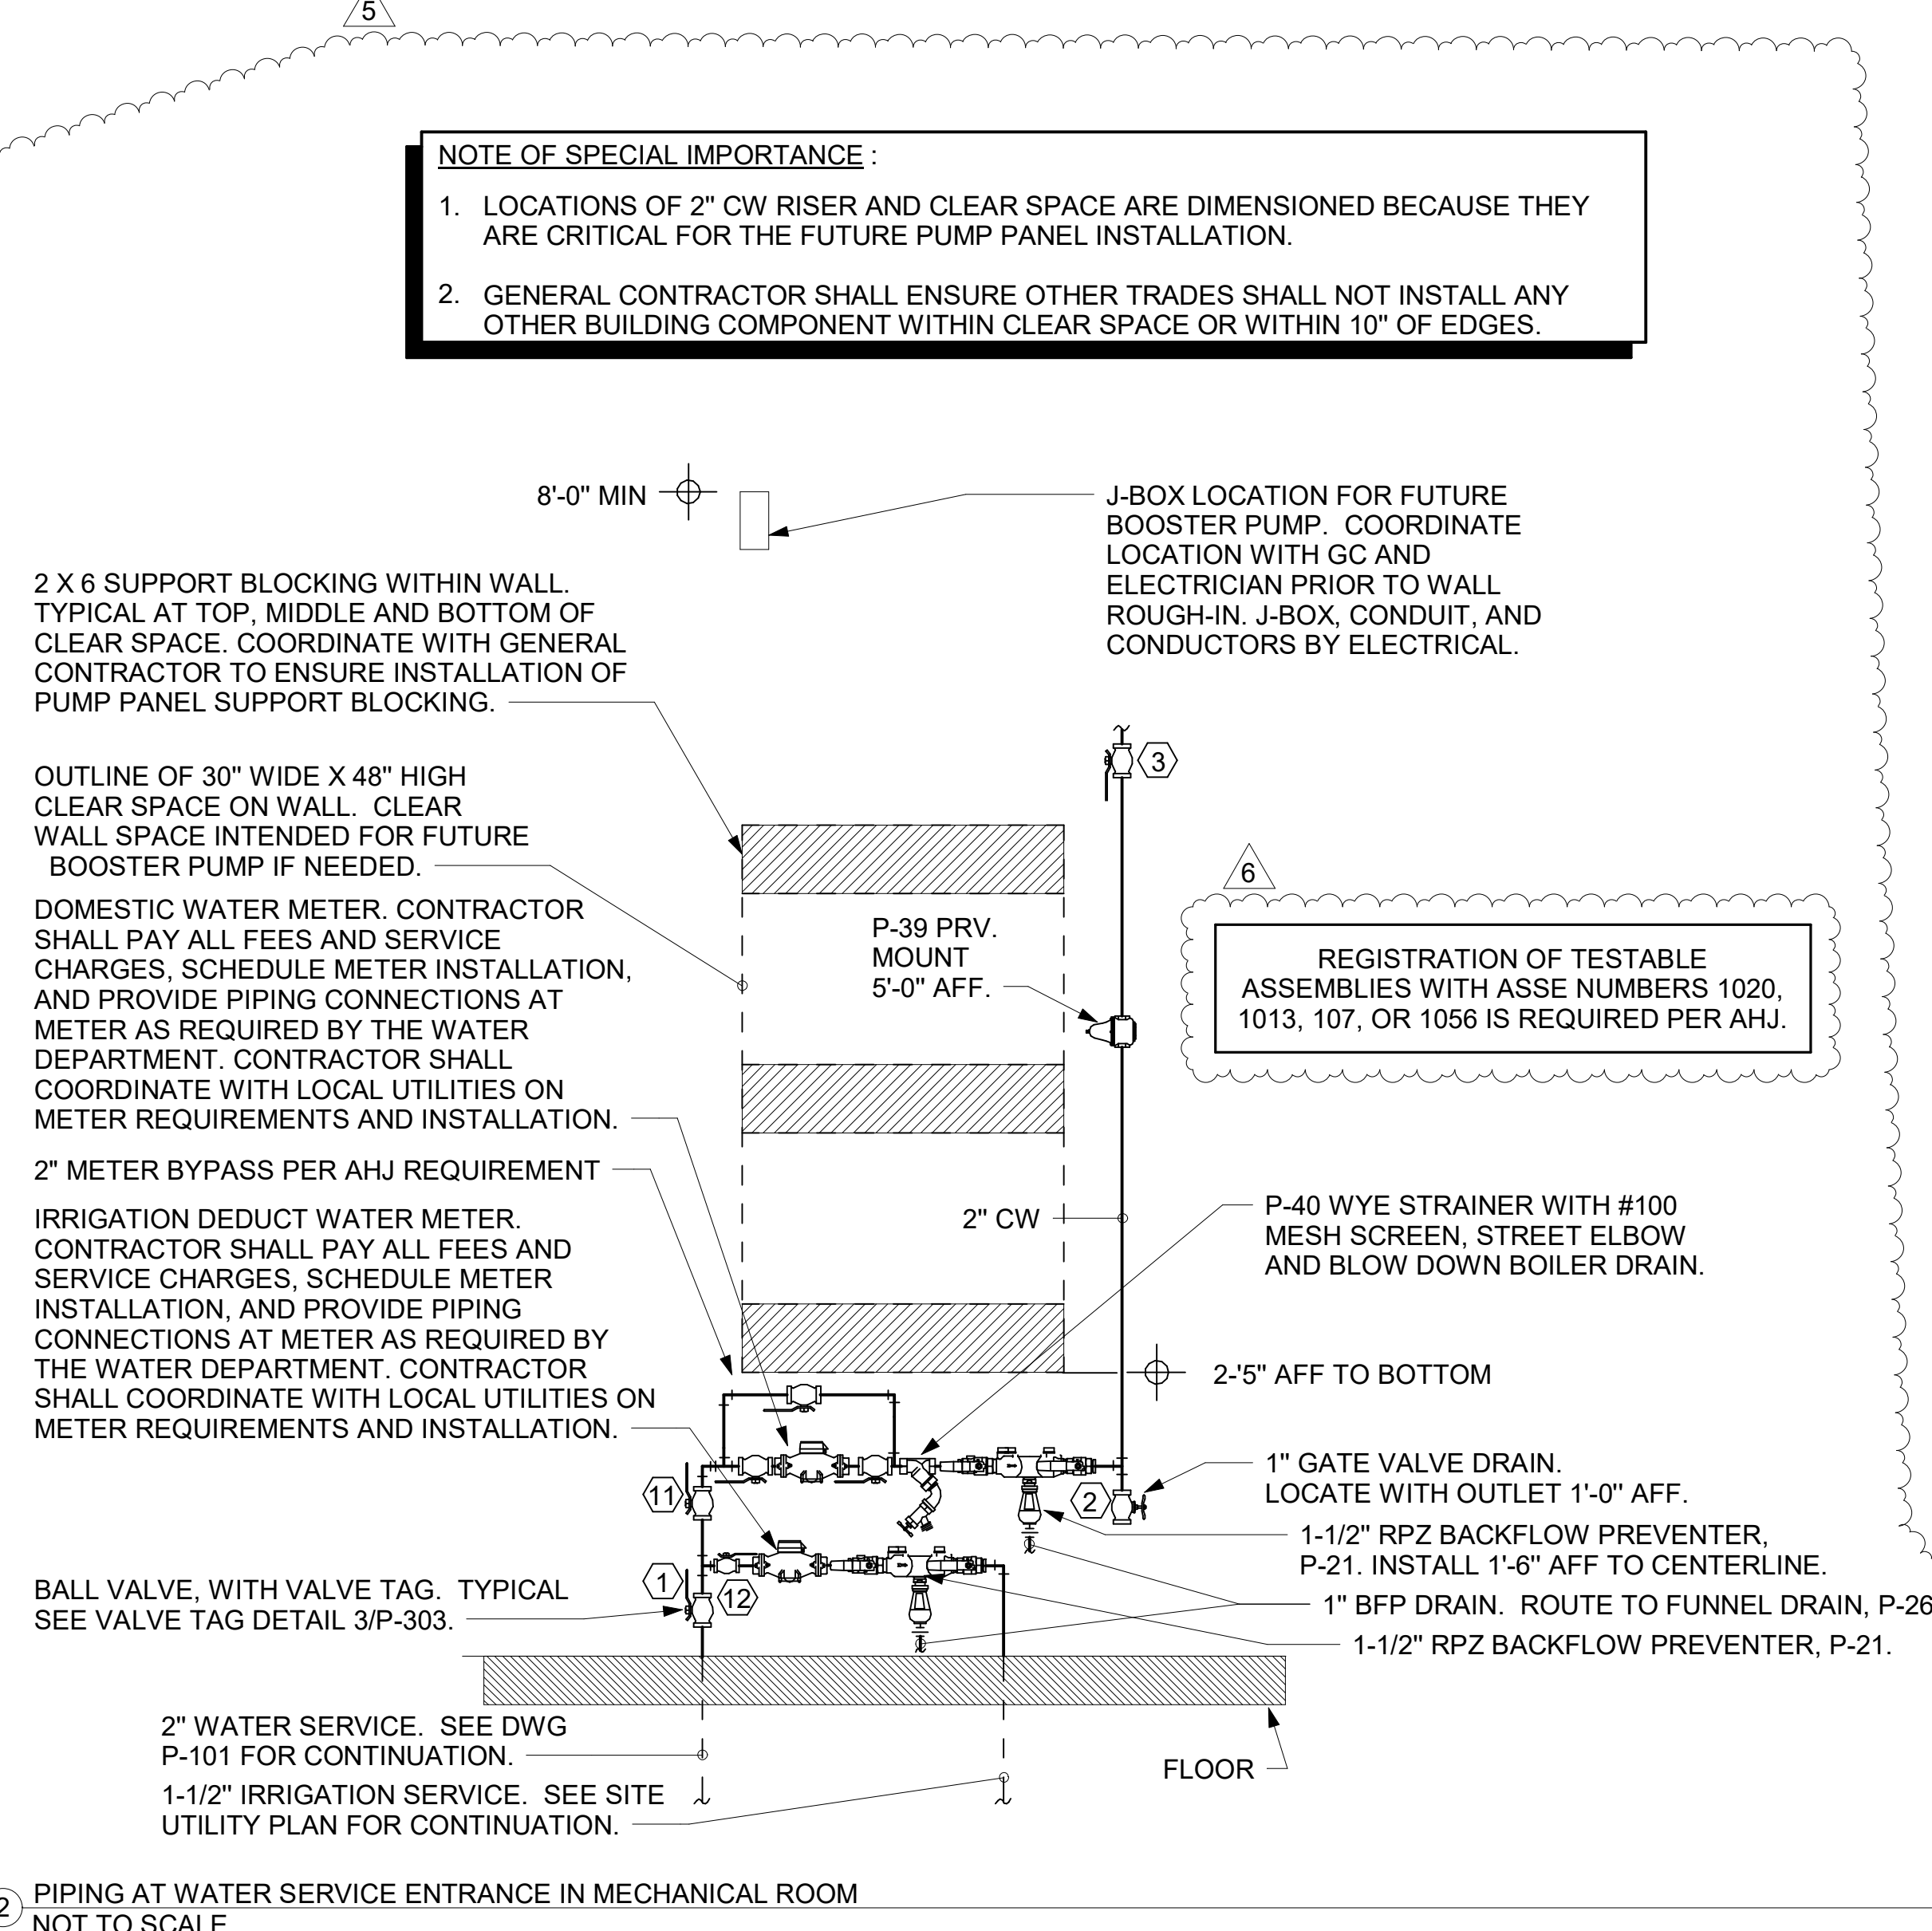 5
NOTE OF SPECIAL IMPORTANCE :
1. LOCATIONS OF 2" CW RISER AND CLEAR SPACE ARE DIMENSIONED BECAUSE THEY
ARE CRITICAL FOR THE FUTURE PUMP PANEL INSTALLATION.
2. GENERAL CONTRACTOR SHALL ENSURE OTHER TRADES SHALL NOT INSTALL ANY
OTHER BUILDING COMPONENT WITHIN CLEAR SPACE OR WITHIN 10" OF EDGES.
8'-0" MIN
J-BOX LOCATION FOR FUTURE
BOOSTER PUMP. COORDINATE
LOCATION WITH GC AND
ELECTRICIAN PRIOR TO WALL
ROUGH-IN. J-BOX, CONDUIT, AND
CONDUCTORS BY ELECTRICAL.
2 X 6 SUPPORT BLOCKING WITHIN WALL.
TYPICAL AT TOP, MIDDLE AND BOTTOM OF
CLEAR SPACE. COORDINATE WITH GENERAL
CONTRACTOR TO ENSURE INSTALLATION OF
PUMP PANEL SUPPORT BLOCKING.
3
OUTLINE OF 30" WIDE X 48" HIGH
CLEAR SPACE ON WALL. CLEAR
WALL SPACE INTENDED FOR FUTURE
BOOSTER PUMP IF NEEDED.
6
REGISTRATION OF TESTABLE
ASSEMBLIES WITH ASSE NUMBERS 1020,
1013, 107, OR 1056 IS REQUIRED PER AHJ.
P-39 PRV.
MOUNT
5'-0" AFF.
DOMESTIC WATER METER. CONTRACTOR
SHALL PAY ALL FEES AND SERVICE
CHARGES, SCHEDULE METER INSTALLATION,
AND PROVIDE PIPING CONNECTIONS AT
METER AS REQUIRED BY THE WATER
DEPARTMENT. CONTRACTOR SHALL
COORDINATE WITH LOCAL UTILITIES ON
METER REQUIREMENTS AND INSTALLATION.
2" METER BYPASS PER AHJ REQUIREMENT
2" CW
P-40 WYE STRAINER WITH #100
MESH SCREEN, STREET ELBOW
AND BLOW DOWN BOILER DRAIN.
IRRIGATION DEDUCT WATER METER.
CONTRACTOR SHALL PAY ALL FEES AND
SERVICE CHARGES, SCHEDULE METER
INSTALLATION, AND PROVIDE PIPING
CONNECTIONS AT METER AS REQUIRED BY
THE WATER DEPARTMENT. CONTRACTOR
SHALL COORDINATE WITH LOCAL UTILITIES ON
METER REQUIREMENTS AND INSTALLATION.
2-'5" AFF TO BOTTOM
1" GATE VALVE DRAIN.
LOCATE WITH OUTLET 1'-0" AFF.
11
2
1-1/2" RPZ BACKFLOW PREVENTER,
P-21. INSTALL 1'-6" AFF TO CENTERLINE.
1
12
BALL VALVE, WITH VALVE TAG. TYPICAL
SEE VALVE TAG DETAIL 3/P-303.
1" BFP DRAIN. ROUTE TO FUNNEL DRAIN, P-26
1-1/2" RPZ BACKFLOW PREVENTER, P-21.
2" WATER SERVICE. SEE DWG
P-101 FOR CONTINUATION.
FLOOR
1-1/2" IRRIGATION SERVICE. SEE SITE
UTILITY PLAN FOR CONTINUATION.
2
PIPING AT WATER SERVICE ENTRANCE IN MECHANICAL ROOM
NOT TO SCALE